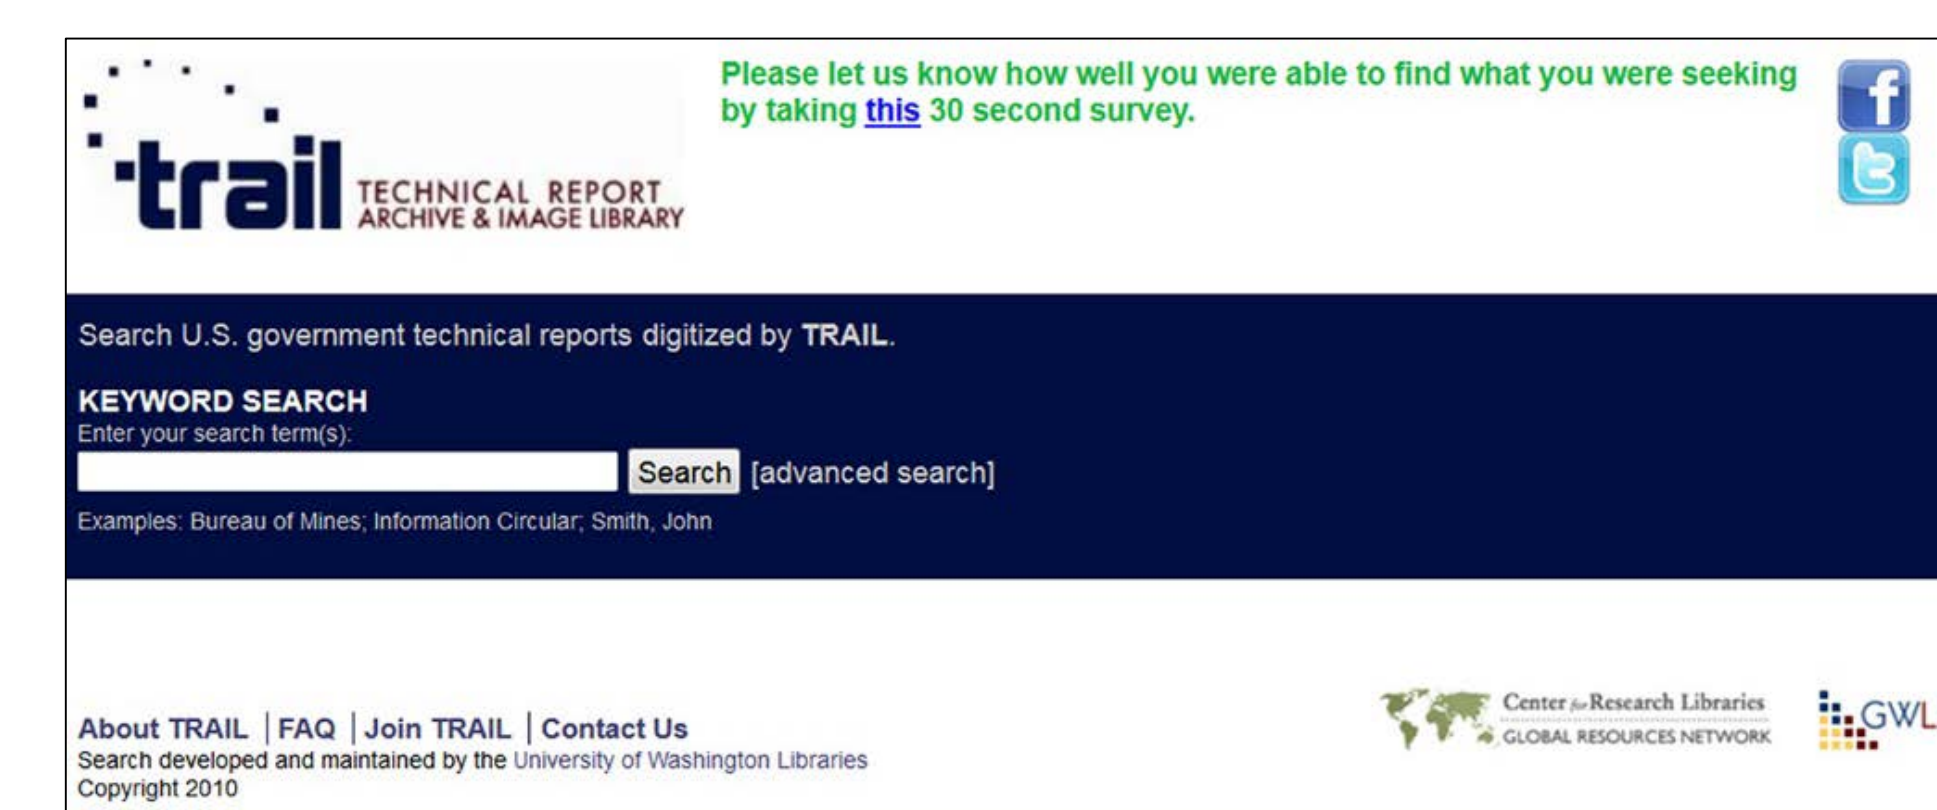 Please let us know how well you were able to find what you were seeking
by taking this 30 second survey.
f
t
trail TECHNICAL REPORT
ARCHIVE & IMAGE LIBRARY
Search U.S. government technical reports digitized by TRAIL.
KEYWORD SEARCH
Enter your search term(s):
Search [advanced search]
Examples: Bureau of Mines; Information Circular; Smith, John
Center for Research Libraries
GLOBAL RESOURCES NETWORK
GWL
About TRAIL | FAQ | Join TRAIL | Contact Us
Search developed and maintained by the University of Washington Libraries
Copyright 2010